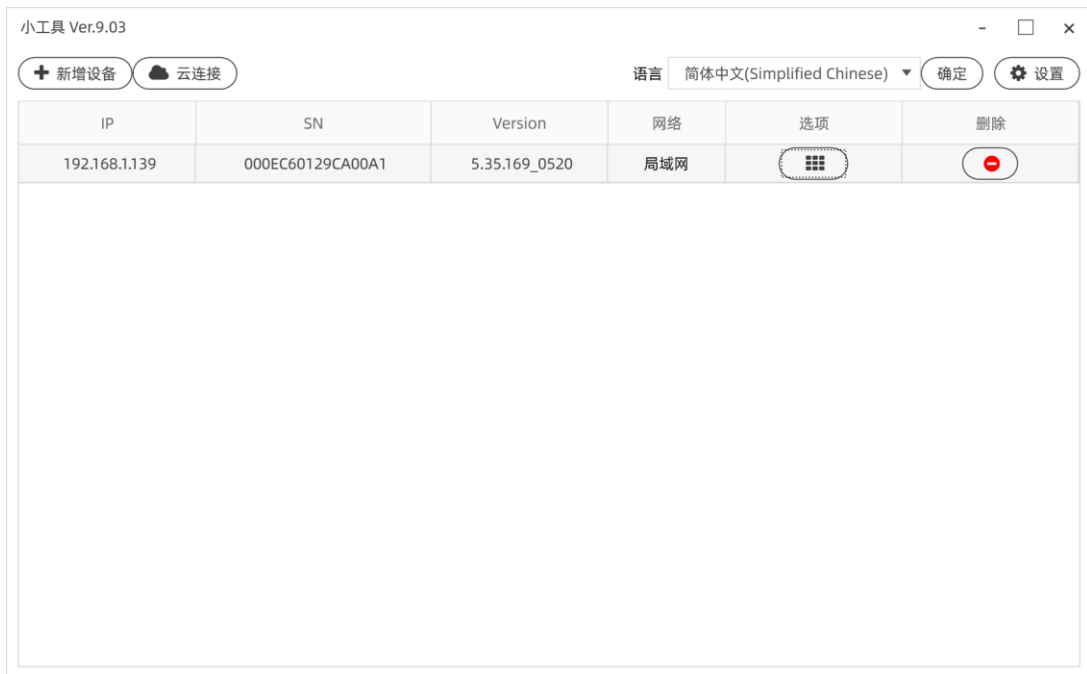 小工具 Ver.9.03
新增设备 云连接 语言 简体中文(Simplified Chinese) 确定 设置
IP SN Version 网络 选项 删除
192.168.1.139 000EC60129CA00A1 5.35.169_0520 局域网